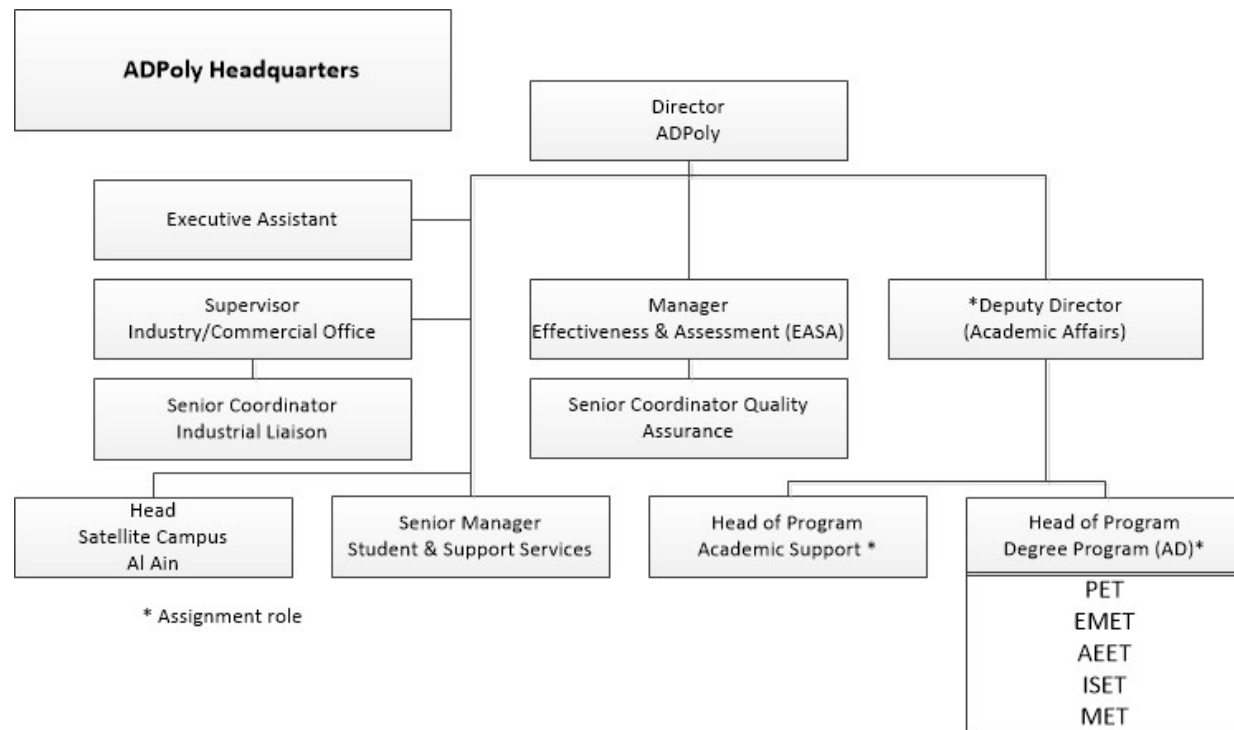 ADPoly Headquarters
Director
ADPoly
Executive Assistant
Supervisor
Industry/Commercial Office
Manager
Effectiveness & Assessment (EASA)
*Deputy Director
(Academic Affairs)
Senior Coordinator
Industrial Liaison
Senior Coordinator Quality
Assurance
Head
Satellite Campus
Al Ain
Senior Manager
Student & Support Services
Head of Program
Academic Support *
Head of Program
Degree Program (AD)*
PET
EMET
AEET
ISET
MET
* Assignment role